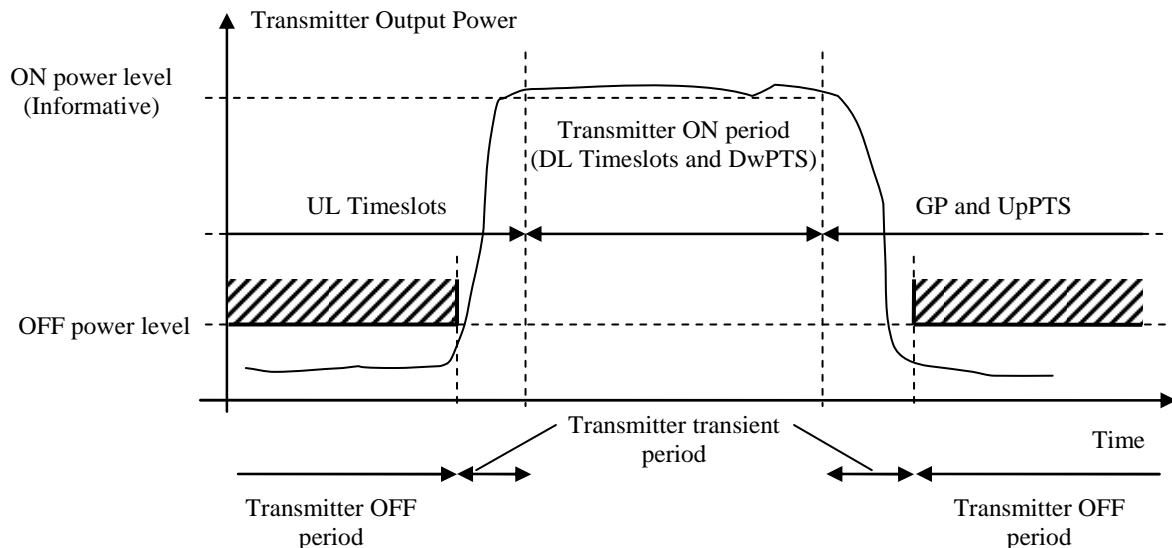 Transmitter Output Power
ON power level
(Informative)
Transmitter ON period
(DL Timeslots and DwPTS)
UL Timeslots
GP and UpPTS
OFF power level
Transmitter transient
period
Time
Transmitter OFF
period
Transmitter OFF
period